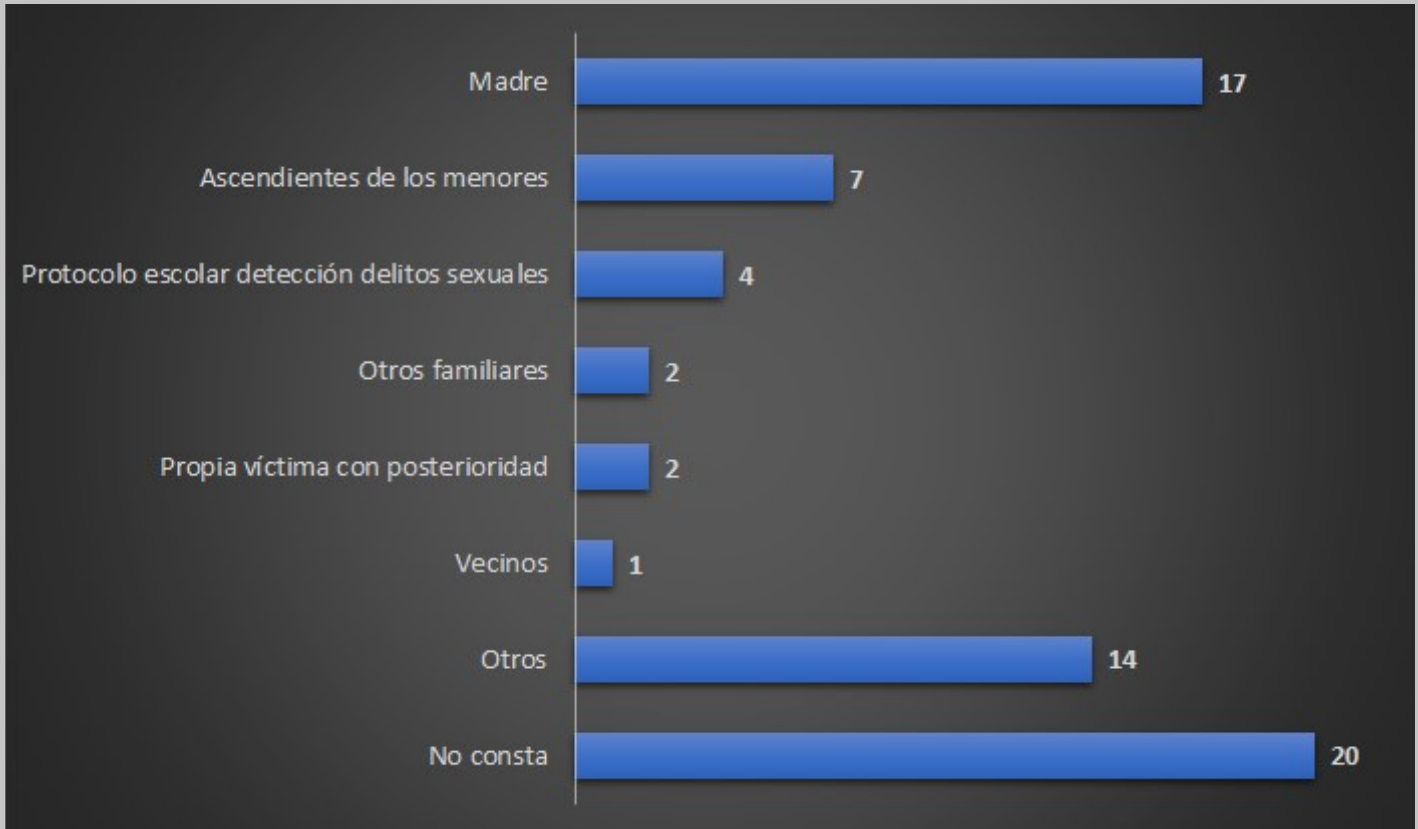 Madre 17
Ascendientes de los menores 7
Protocolo escolar detección delitos sexuales 4
Otros familiares 2
Propia víctima con posterioridad 2
Vecinos 1
Otros 14
No consta 20